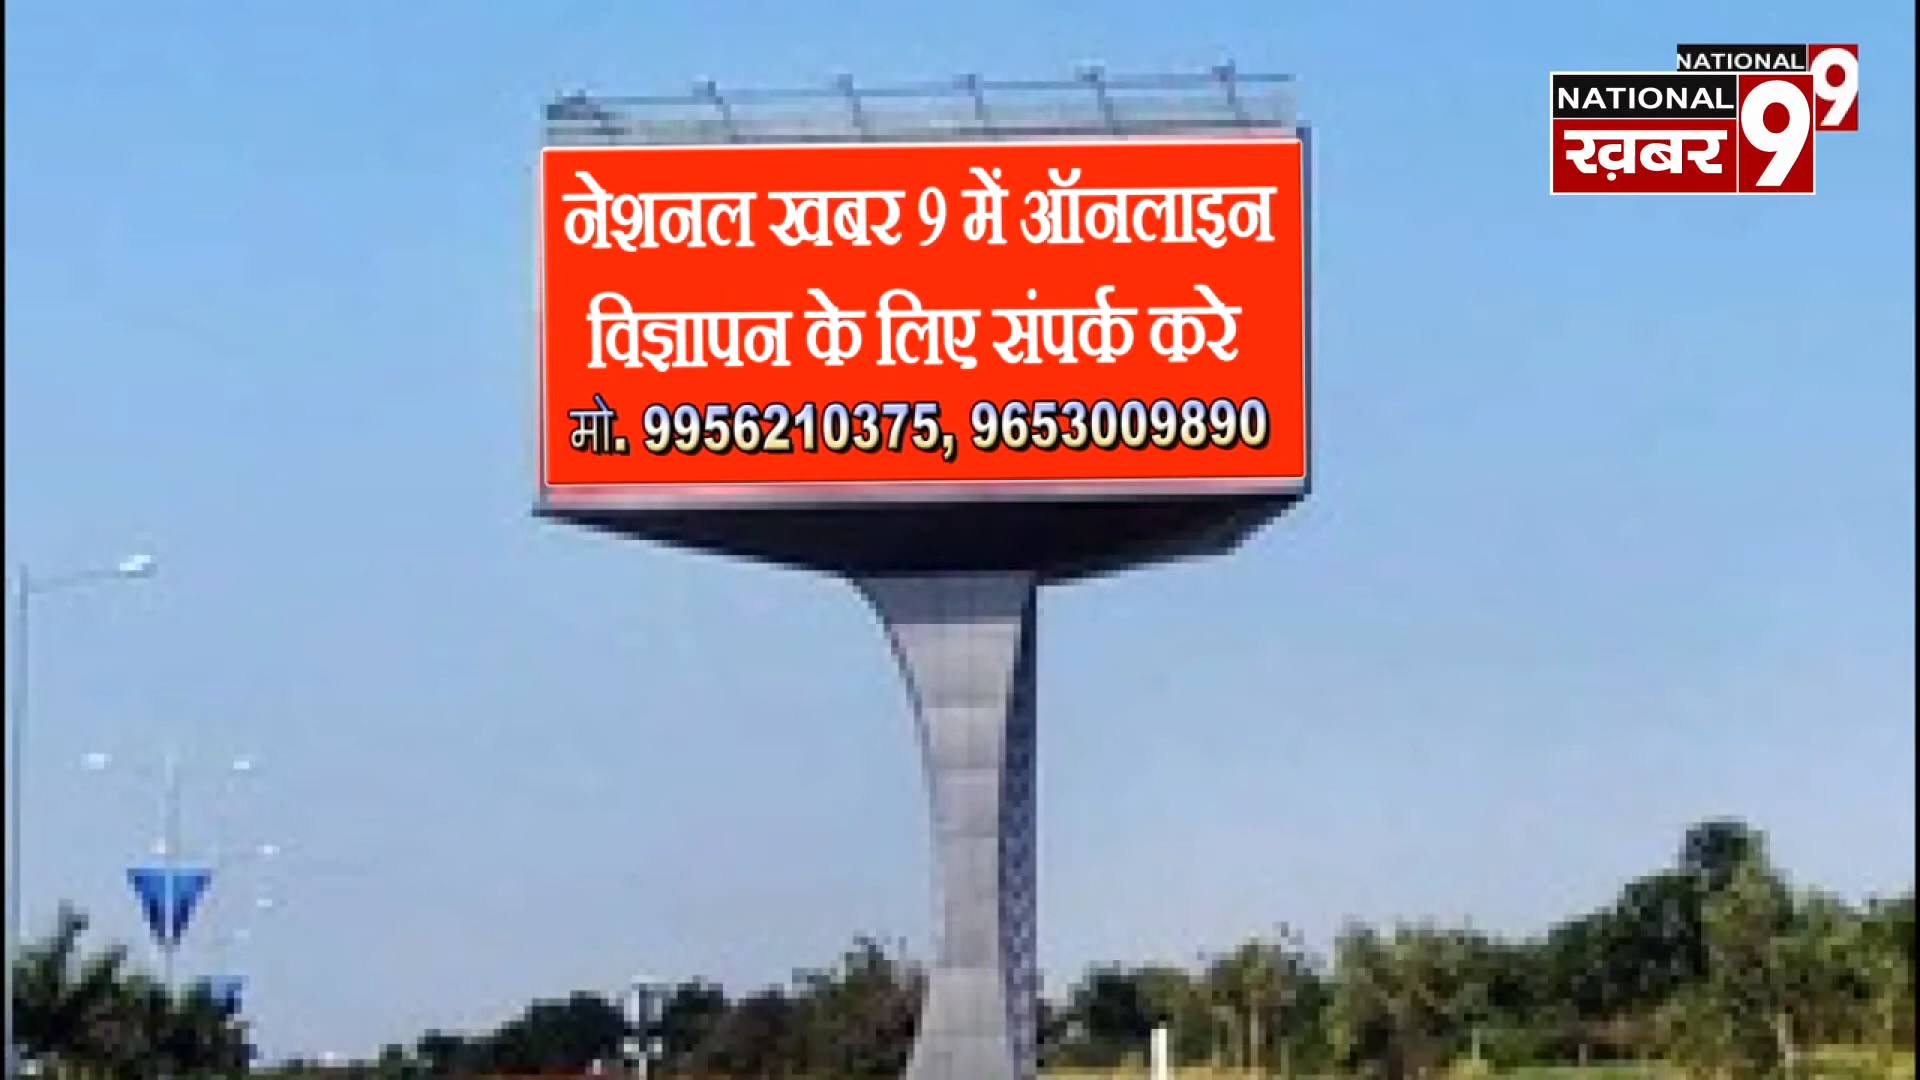 NATIONAL 9
NATIONAL
ख़बर 9
नेशनल खबर 9 में ऑनलाइन
विज्ञापन के लिए संपर्क करे
मो. 9956210375, 9653009890